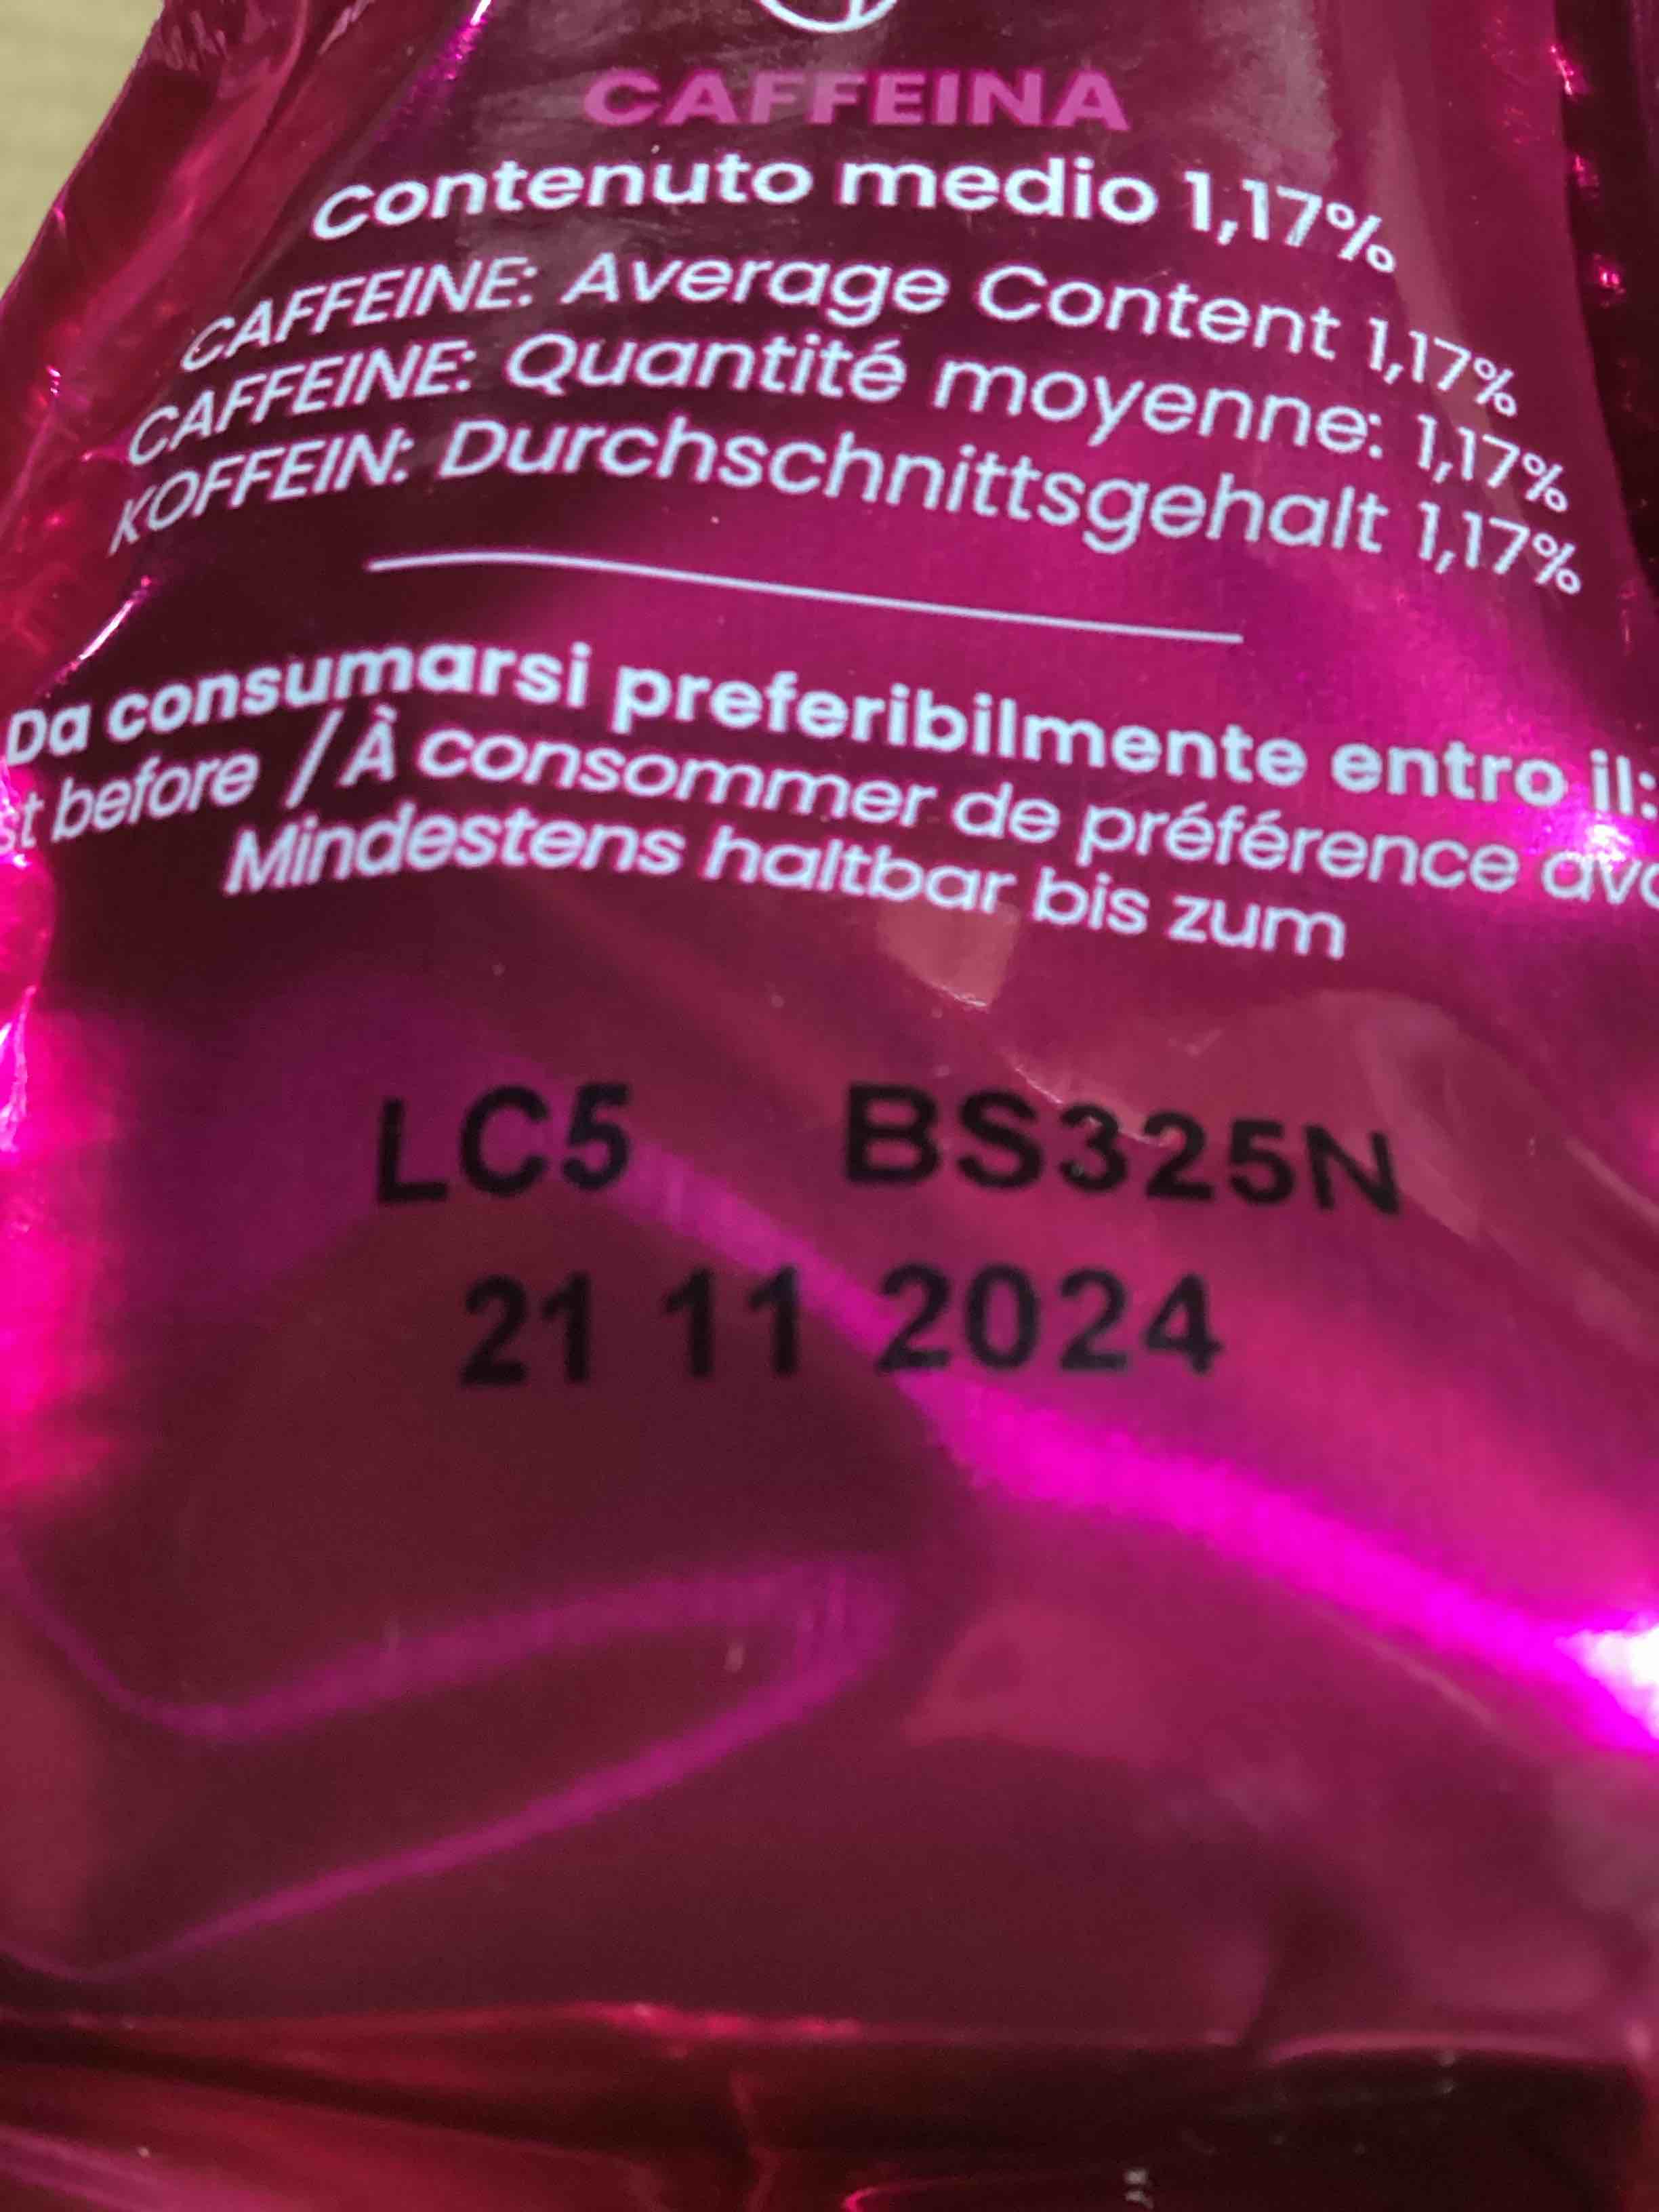 CAFFEINA
contenuto medio 1,17%
CAFFEINE: Average Content 1,17%
CAFFEINE: Quantité moyenne: 1,17%
KOFFEIN: Durchschnittsgehalt 1,17%
Da consumarsi preferibilmente entro il:
before / À consommer de préférence
Mindestens haltbar bis zum
LC5 BS325N
21 11 2024